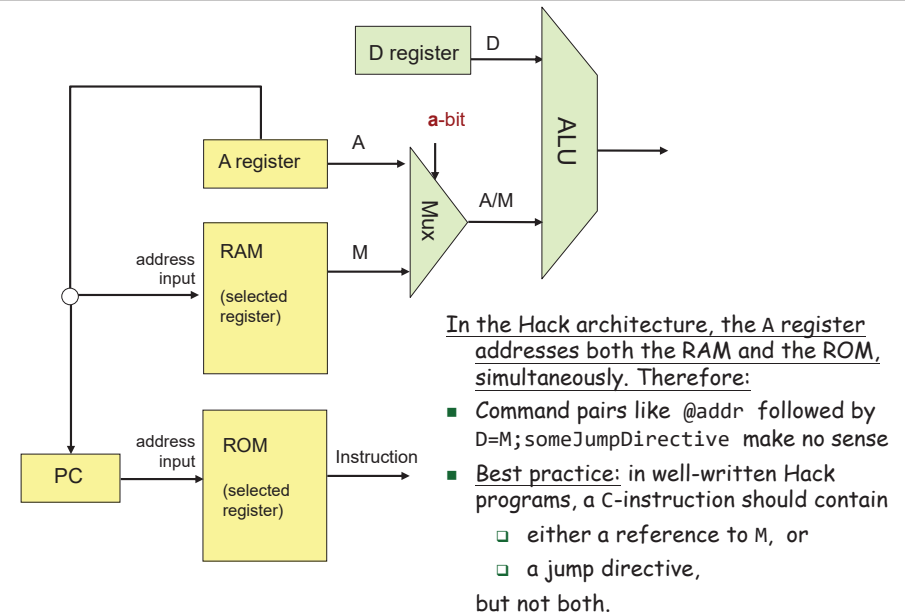 D register
D
a-bit
ALU
A register
A
Mux
A/M
RAM
(selected
register)
M
address
input
ROM
(selected
register)
address
input
Instruction
PC
In the Hack architecture, the A register
addresses both the RAM and the ROM,
simultaneously. Therefore:
■ Command pairs like @addr followed by
D=M;someJumpDirective make no sense
■ Best practice: in well-written Hack
programs, a C-instruction should contain
❑ either a reference to M, or
❑ a jump directive,
but not both.